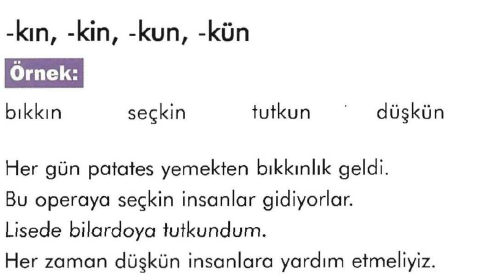 -kın, -kin, -kun, -kün
Örnek:
bıkkın seçkin tutkun düşkün
Her gün patates yemekten bıkkınlık geldi.
Bu operaya seçkin insanlar gidiyorlar.
Lisede bilardoya tutkundum.
Her zaman düşkün insanlara yardım etmeliyiz.